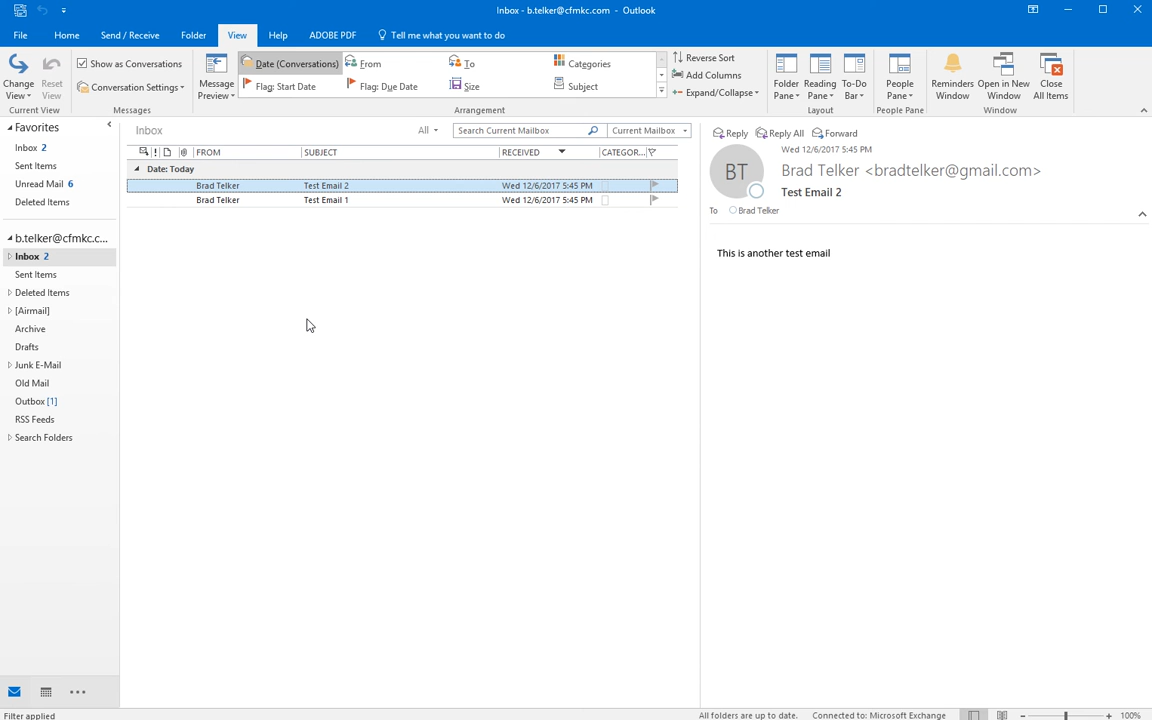 Inbox - b.telker@cfmkc.com - Outlook
File Home Send / Receive Folder View Help ADOBE PDF Tell me what you want to do
Change View
Reset View
Current View
Show as Conversations
Conversation Settings
Messages
Message Preview
Date (Conversations) From To Categories
Flag: Start Date Flag: Due Date Size Subject
Arrangement
Reverse Sort
Add Columns
Expand/Collapse
Folder Pane
Reading Pane
To-Do Bar
Layout
People Pane
People Pane
Reminders Window
Open in New Window
Close All Items
Window
Favorites
Inbox 2
Sent Items
Unread Mail 6
Deleted Items
b.telker@cfmkc.c...
Inbox 2
Sent Items
Deleted Items
[Airmail]
Archive
Drafts
Junk E-Mail
Old Mail
Outbox [1]
RSS Feeds
Search Folders
Inbox All Search Current Mailbox Current Mailbox
! FROM SUBJECT RECEIVED CATEGOR...
Date: Today
Brad Telker Test Email 2 Wed 12/6/2017 5:45 PM
Brad Telker Test Email 1 Wed 12/6/2017 5:45 PM
Reply Reply All Forward
Wed 12/6/2017 5:45 PM
BT
Brad Telker <bradtelker@gmail.com>
Test Email 2
To Brad Telker
This is another test email
Filter applied
All folders are up to date. Connected to: Microsoft Exchange 100%